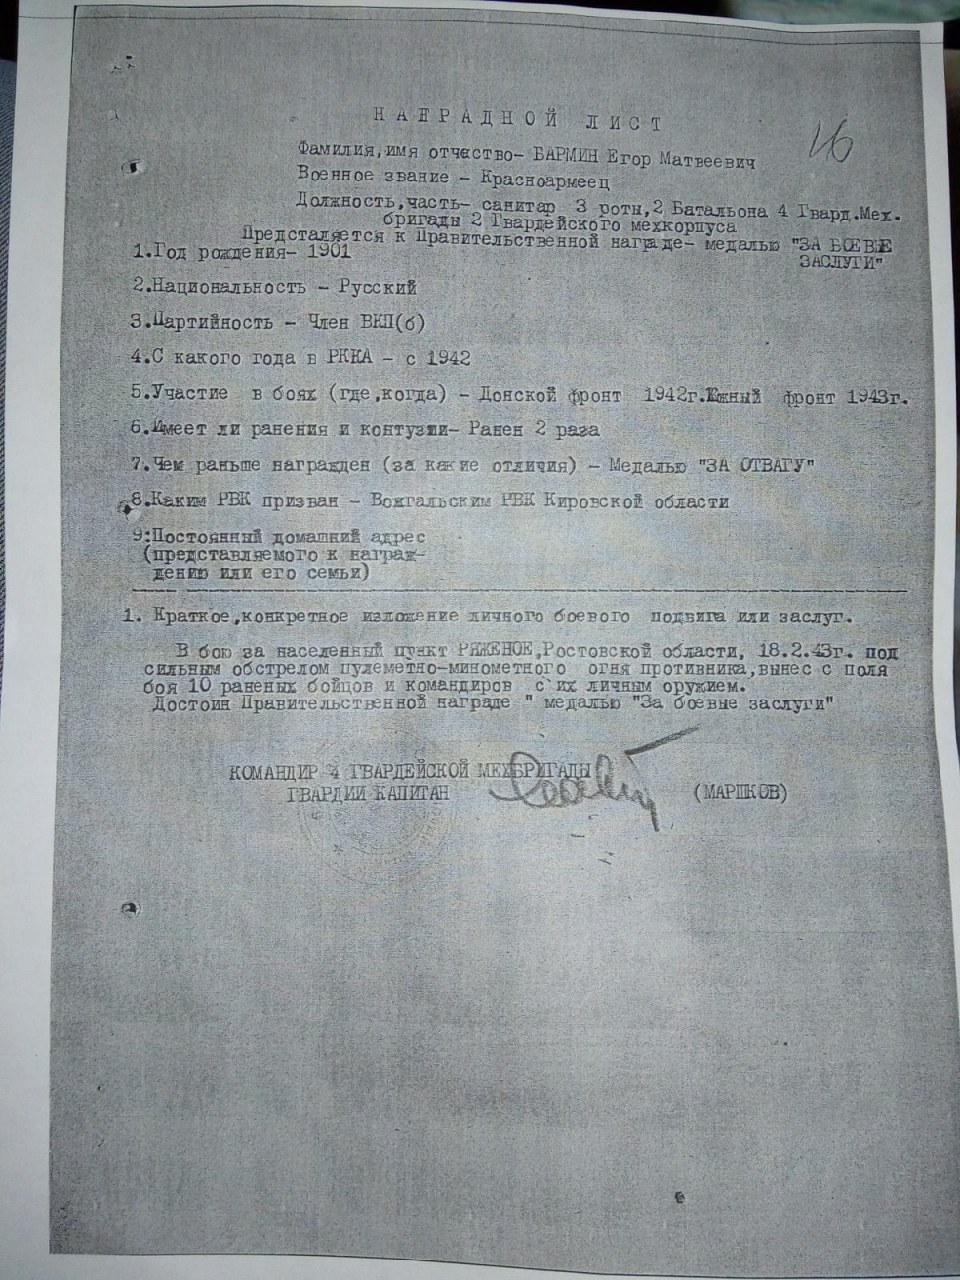 НАГРАДНОЙ ЛИСТ
16
Фамилия,имя отчество- БАРМИН Егор Матвеевич
Военное звание - Красноармеец
Должность,часть- санитар 3 роты,2 Батальона 4 Гвард.Мех.
бригады 2 Гвардейского мехкорпуса
Предсталяется к Правительственной награде- медалью "ЗА БОЕВЫЕ
ЗАСЛУГИ"
1.Год рождения- 1901
2.Национальность - Русский
3.Партийность - Член ВКП(б)
4.С какого года в РККА - с 1942
5.Участие в боях (где,когда) - Донской фронт 1942г.Южный фронт 1943г.
6.Имеет ли ранения и контузии- Ранен 2 раза
7.Чем раньше награжден (за какие отличия) - Медалью "ЗА ОТВАГУ"
8.Каким РВК призван - Вожгальским РВК Кировской области
9:Постоянный домашний адрес
(представляемого к награж-
дению или его семьи)
1. Краткое,конкретное изложение личного боевого подвига или заслуг.
В бою за населенный пункт РЯЖЕНОЕ,Ростовской области, 18.2.43г. под
сильным обстрелом пулеметно-минометного огня противника,вынес с поля
боя 10 раненых бойцов и командиров с их личным оружием.
Достоин Правительственной награде " медалью "За боевые заслуги"
КОМАНДИР 4 ГВАРДЕЙСКОЙ МЕХБРИГАДЫ
ГВАРДИИ КАПИТАН (МАРШКОВ)